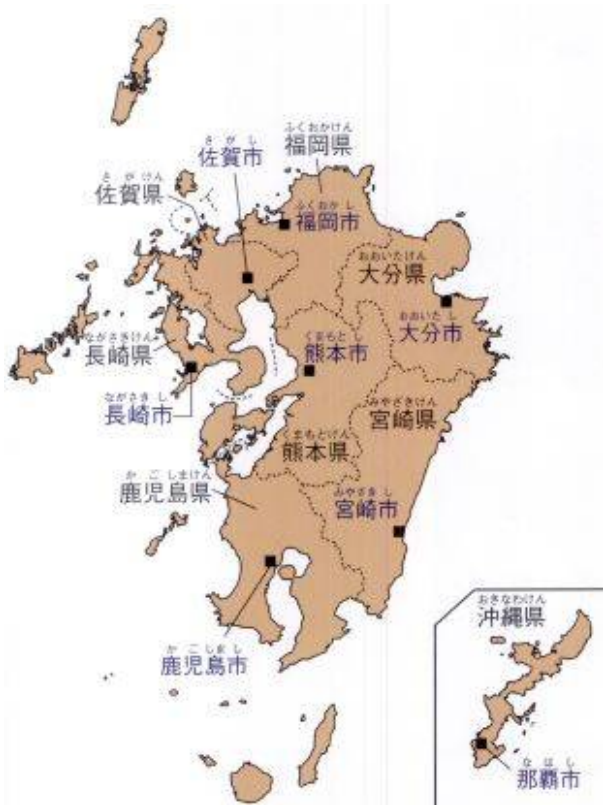 ふくおかけん
福岡県
さがし
佐賀市
さがけん
佐賀県
ふくおかし
福岡市
おおいたけん
大分県
おおいたし
大分市
ながさきけん
長崎県
くまもとし
熊本市
ながさきし
長崎市
みやざきけん
宮崎県
くまもとけん
熊本県
かごしまけん
鹿児島県
みやざきし
宮崎市
かごしまし
鹿児島市
おきなわけん
沖縄県
なはし
那覇市